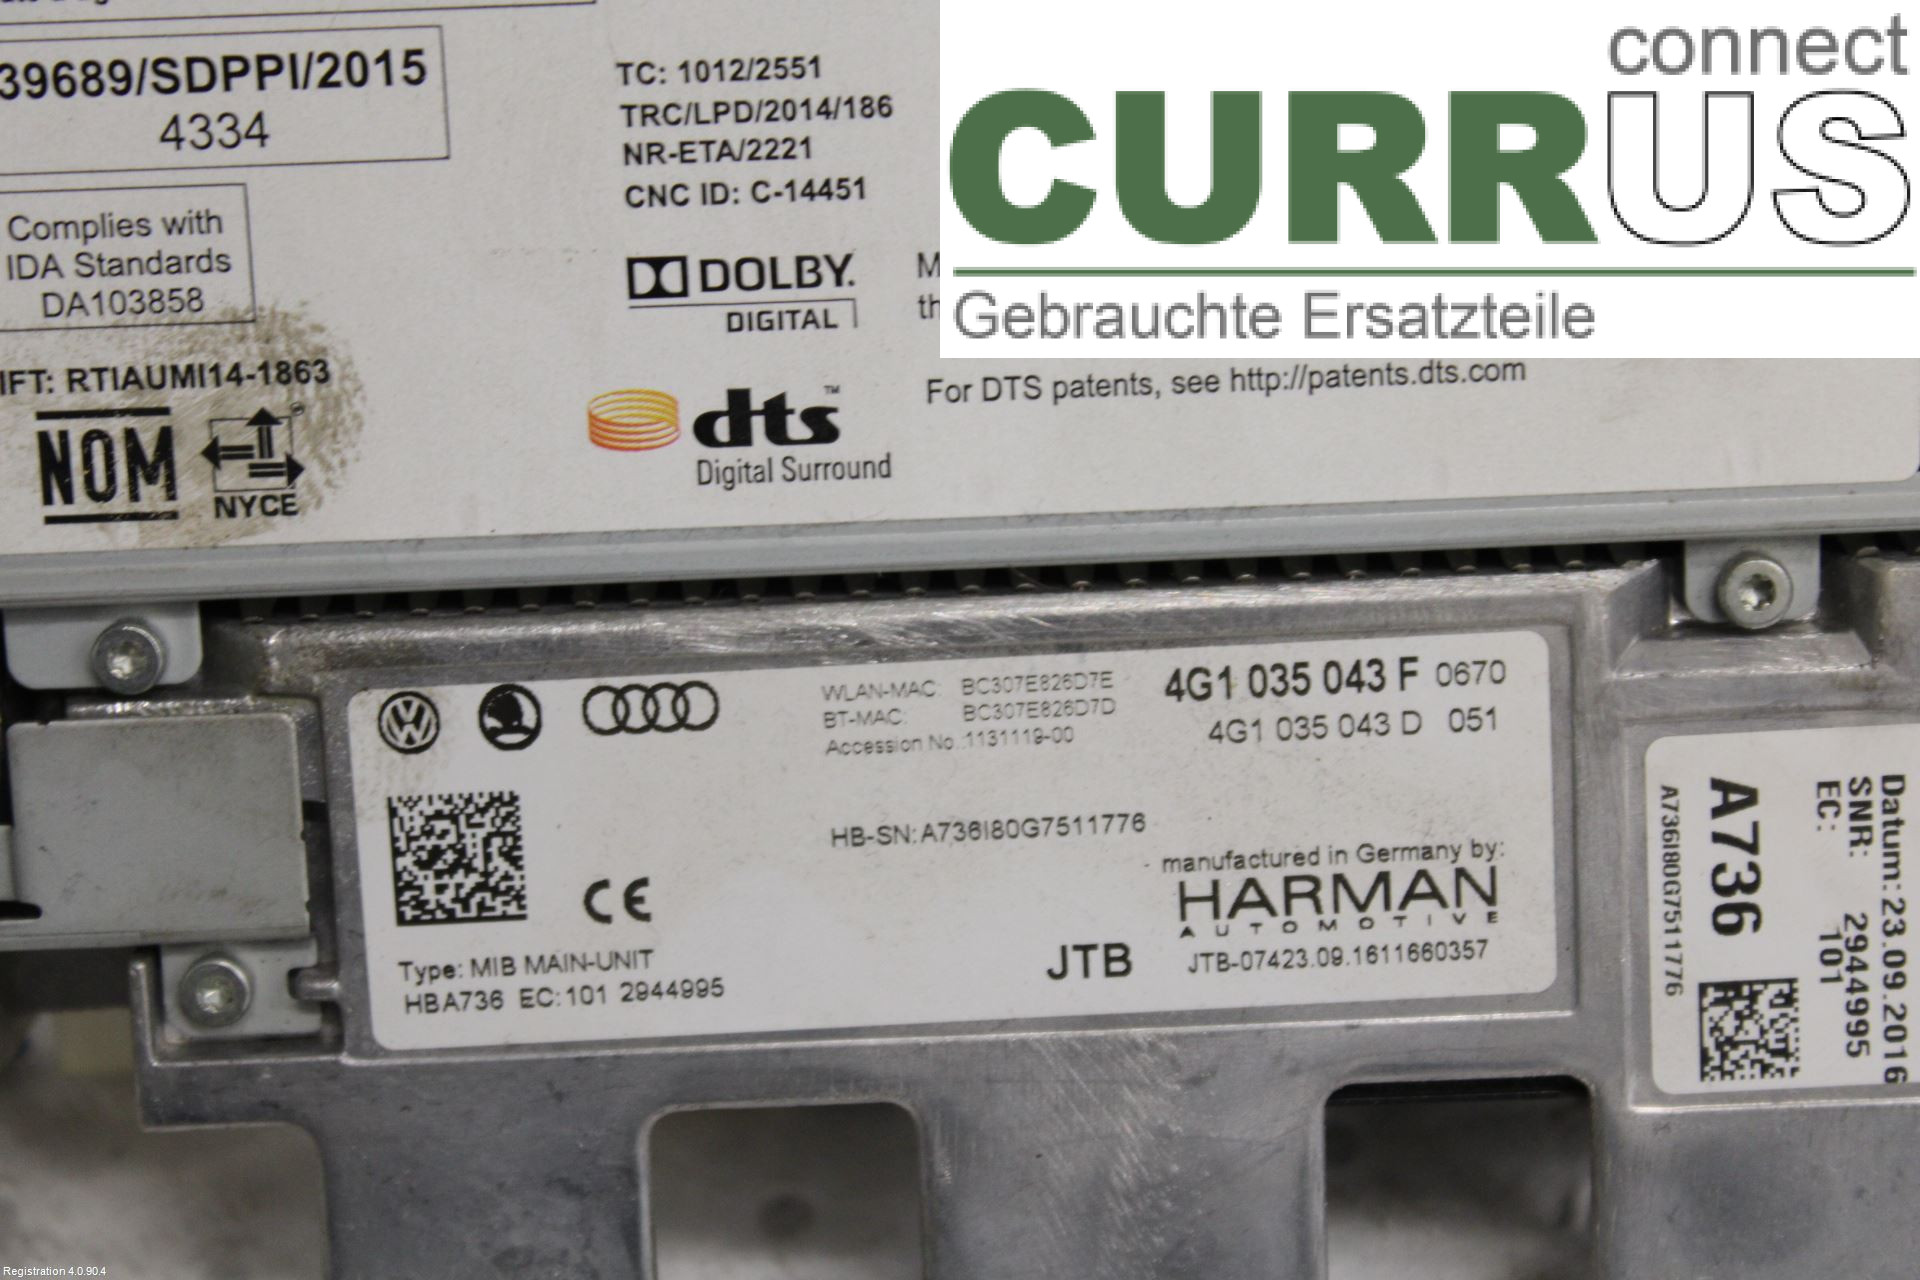 39689/SDPPI/2015
4334
Complies with
IDA Standards
DA103858
IFT: RTIAUMI14-1863
NOM
NYCE
TC: 1012/2551
TRC/LPD/2014/186
NR-ETA/2221
CNC ID: C-14451
DOLBY.
DIGITAL
dts™
Digital Surround
For DTS patents, see http://patents.dts.com
connect
CURRUS
Gebrauchte Ersatzteile
WLAN-MAC: BC307E826D7E
BT-MAC: BC307E826D7D
Accession No.:1131119-00
4G1 035 043 F 0670
4G1 035 043 D 051
HB-SN: A736I80G7511776
manufactured in Germany by:
HARMAN
AUTOMOTIVE
JTB
JTB-07423.09.1611660357
CE
Type: MIB MAIN-UNIT
HBA736 EC:101 2944995
Datum: 23.09.2016
SNR: 2944995
EC: 101
A736
A736I80G7511776
Registration 4.0.90.4